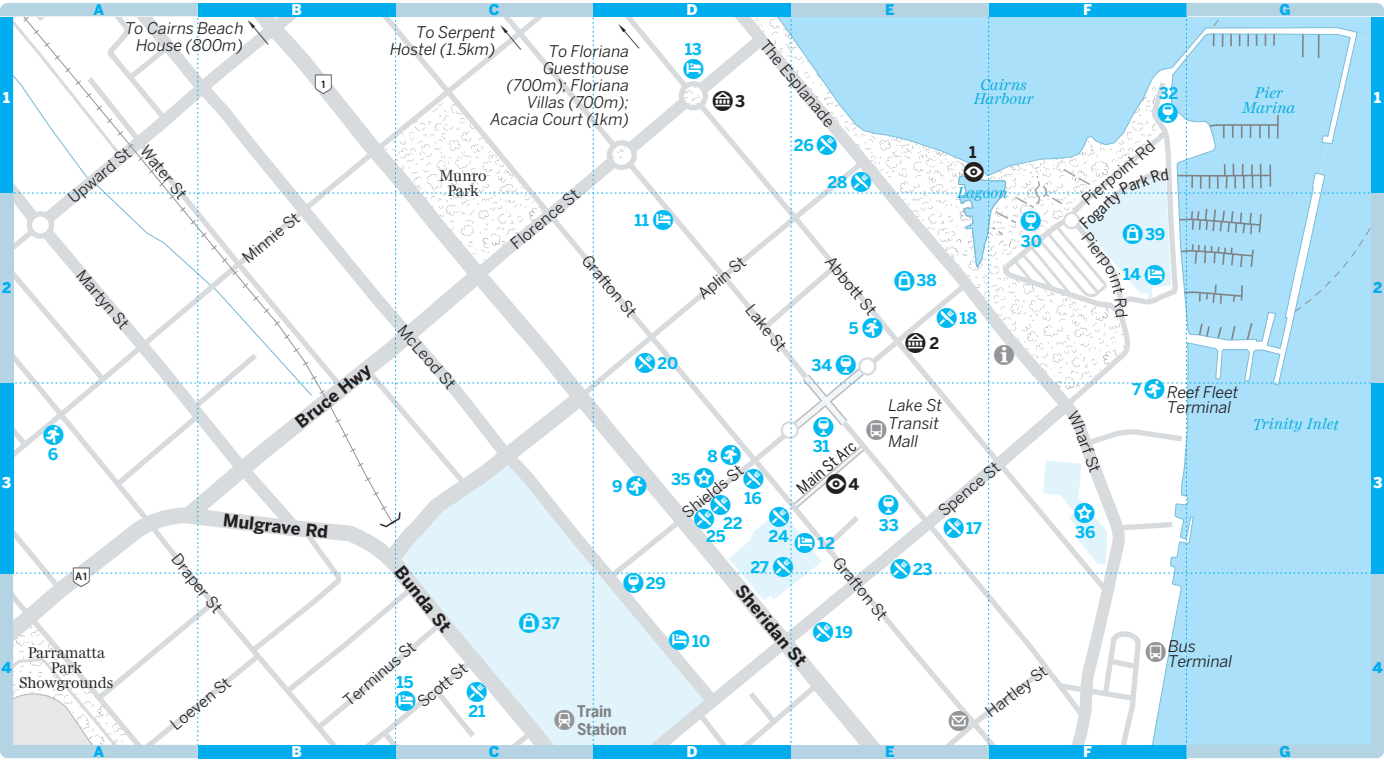 A B C D E F G
1
2
3
4
To Cairns Beach
House (800m)
To Serpent
Hostel (1.5km)
To Floriana
Guesthouse
(700m); Floriana
Villas (700m);
Acacia Court (1km)
1
13
3
The Esplanade
Cairns
Harbour
32
Pier
Marina
26
28
1
Lagoon
Pierpoint Rd
Fogarty Park Rd
Upward St
Water St
Munro
Park
Minnie St
Florence St
11
30
39
Pierpoint Rd
14
Martyn St
Grafton St
Aplin St
Abbott St
38
Lake St
5
18
2
34
20
McLeod St
Bruce Hwy
7
Reef Fleet
Terminal
Trinity Inlet
6
Lake St
Transit
Mall
31
Wharf St
8
35
Shields St
16
Main St Arc
4
9
22
25
24
33
Spence St
17
36
12
27
23
Mulgrave Rd
A1
Draper St
Bunda St
29
Sheridan St
Grafton St
37
10
19
Parramatta
Park
Showgrounds
Terminus St
Scott St
Loeven St
15
21
Train
Station
Hartley St
Bus
Terminal
1
2
3
4
A B C D E F G